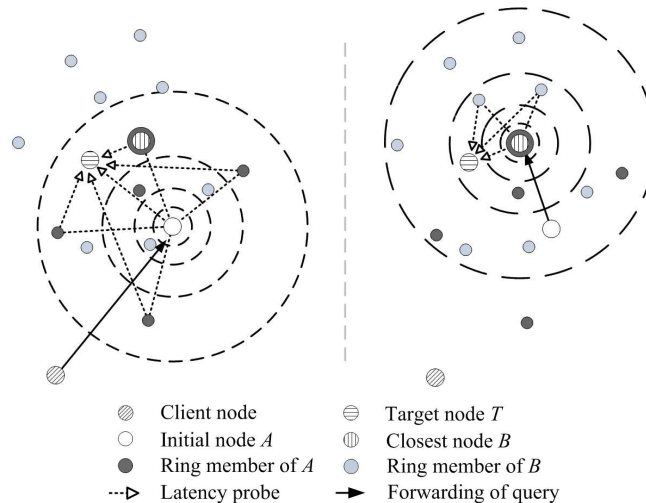 Client node
Target node T
Initial node A
Closest node B
Ring member of A
Ring member of B
Latency probe
Forwarding of query